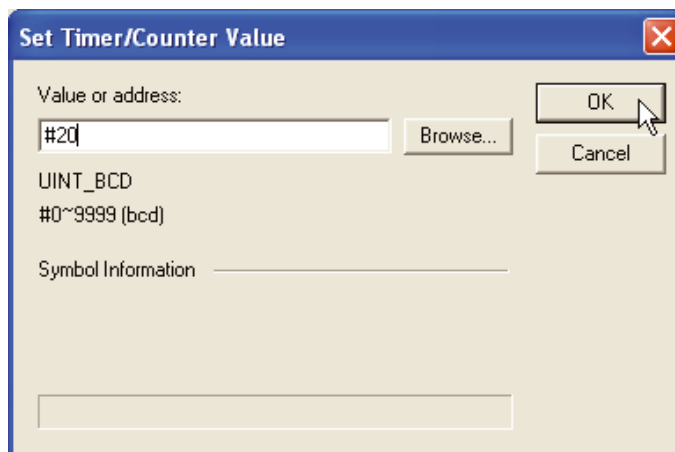 Set Timer/Counter Value
Value or address:
#20
Browse...
OK
Cancel
UINT_BCD
#0~9999 (bcd)
Symbol Information